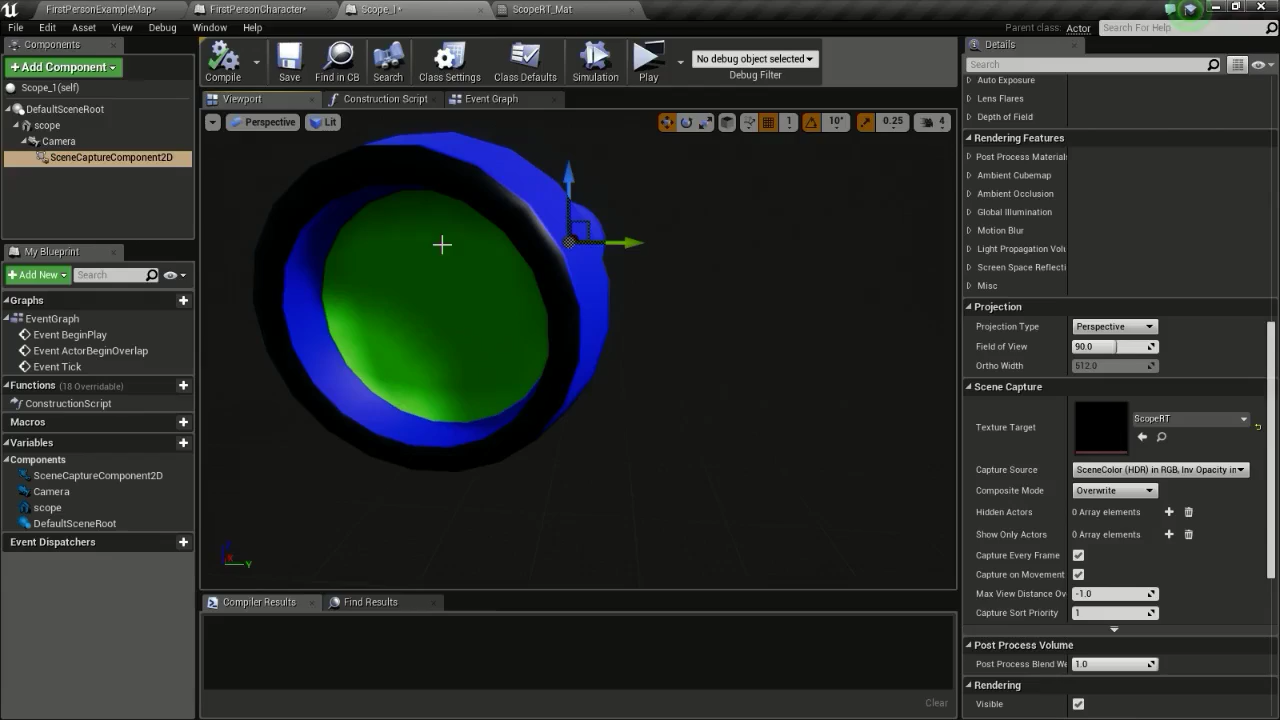 FirstPersonExampleMap*
FirstPersonCharacter*
Scope_1*
ScopeRT_Mat
File Edit Asset View Debug Window Help
Parent class: Actor
Search For Help
Components
Add Component
Scope_1(self)
DefaultSceneRoot
scope
Camera
SceneCaptureComponent2D
My Blueprint
Add New
Search
Graphs
EventGraph
Event BeginPlay
Event ActorBeginOverlap
Event Tick
Functions (18 Overridable)
ConstructionScript
Macros
Variables
Components
SceneCaptureComponent2D
Camera
scope
DefaultSceneRoot
Event Dispatchers
Compile
Save
Find in CB
Search
Class Settings
Class Defaults
Simulation
Play
No debug object selected
Debug Filter
Viewport
Construction Script
Event Graph
Perspective
Lit
1
10°
0.25
4
X
Y
Compiler Results
Find Results
Clear
Details
Search
Auto Exposure
Lens Flares
Depth of Field
Rendering Features
Post Process Materials
Ambient Cubemap
Ambient Occlusion
Global Illumination
Motion Blur
Light Propagation Volu
Screen Space Reflecti
Misc
Projection
Projection Type Perspective
Field of View 90.0
Ortho Width 512.0
Scene Capture
Texture Target ScopeRT
Capture Source SceneColor (HDR) in RGB, Inv Opacity in
Composite Mode Overwrite
Hidden Actors 0 Array elements
Show Only Actors 0 Array elements
Capture Every Frame
Capture on Movement
Max View Distance Ov -1.0
Capture Sort Priority 1
Post Process Volume
Post Process Blend We 1.0
Rendering
Visible